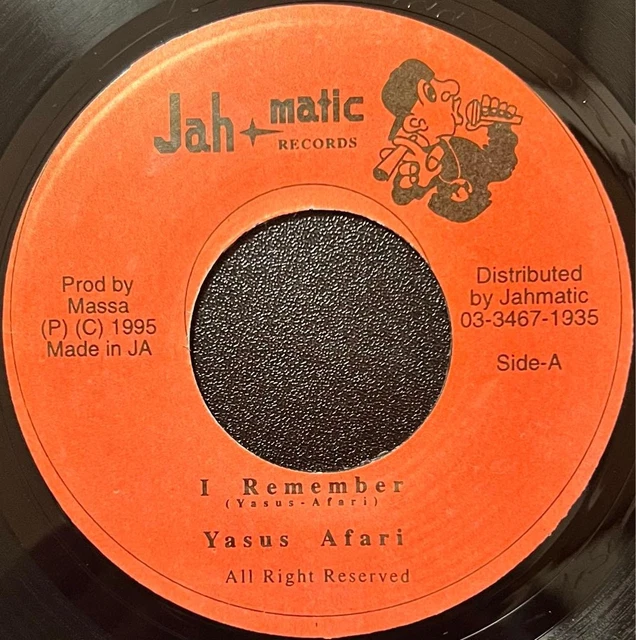 Jah matic
RECORDS
Prod by
Massa
(P) (C) 1995
Made in JA
Distributed
by Jahmatic
03-3467-1935
Side-A
I Remember
(Yasus-Afari)
Yasus Afari
All Right Reserved